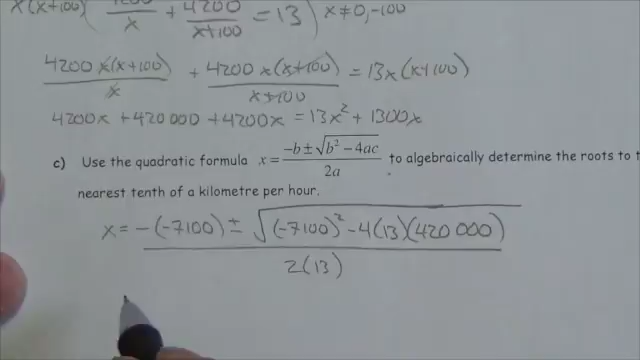 x(x+100) ( 4200/x + 4200/(x+100) = 13 ) x≠0,-100
4200x(x+100)/x + 4200x(x+100)/(x+100) = 13x(x+100)
4200x + 420 000 + 4200x = 13x² + 1300x
c) Use the quadratic formula x = (-b ± √(b² - 4ac))/2a to algebraically determine the roots to t
nearest tenth of a kilometre per hour.
x = (-(-7100) ± √((-7100)² - 4(13)(420 000)))/2(13)